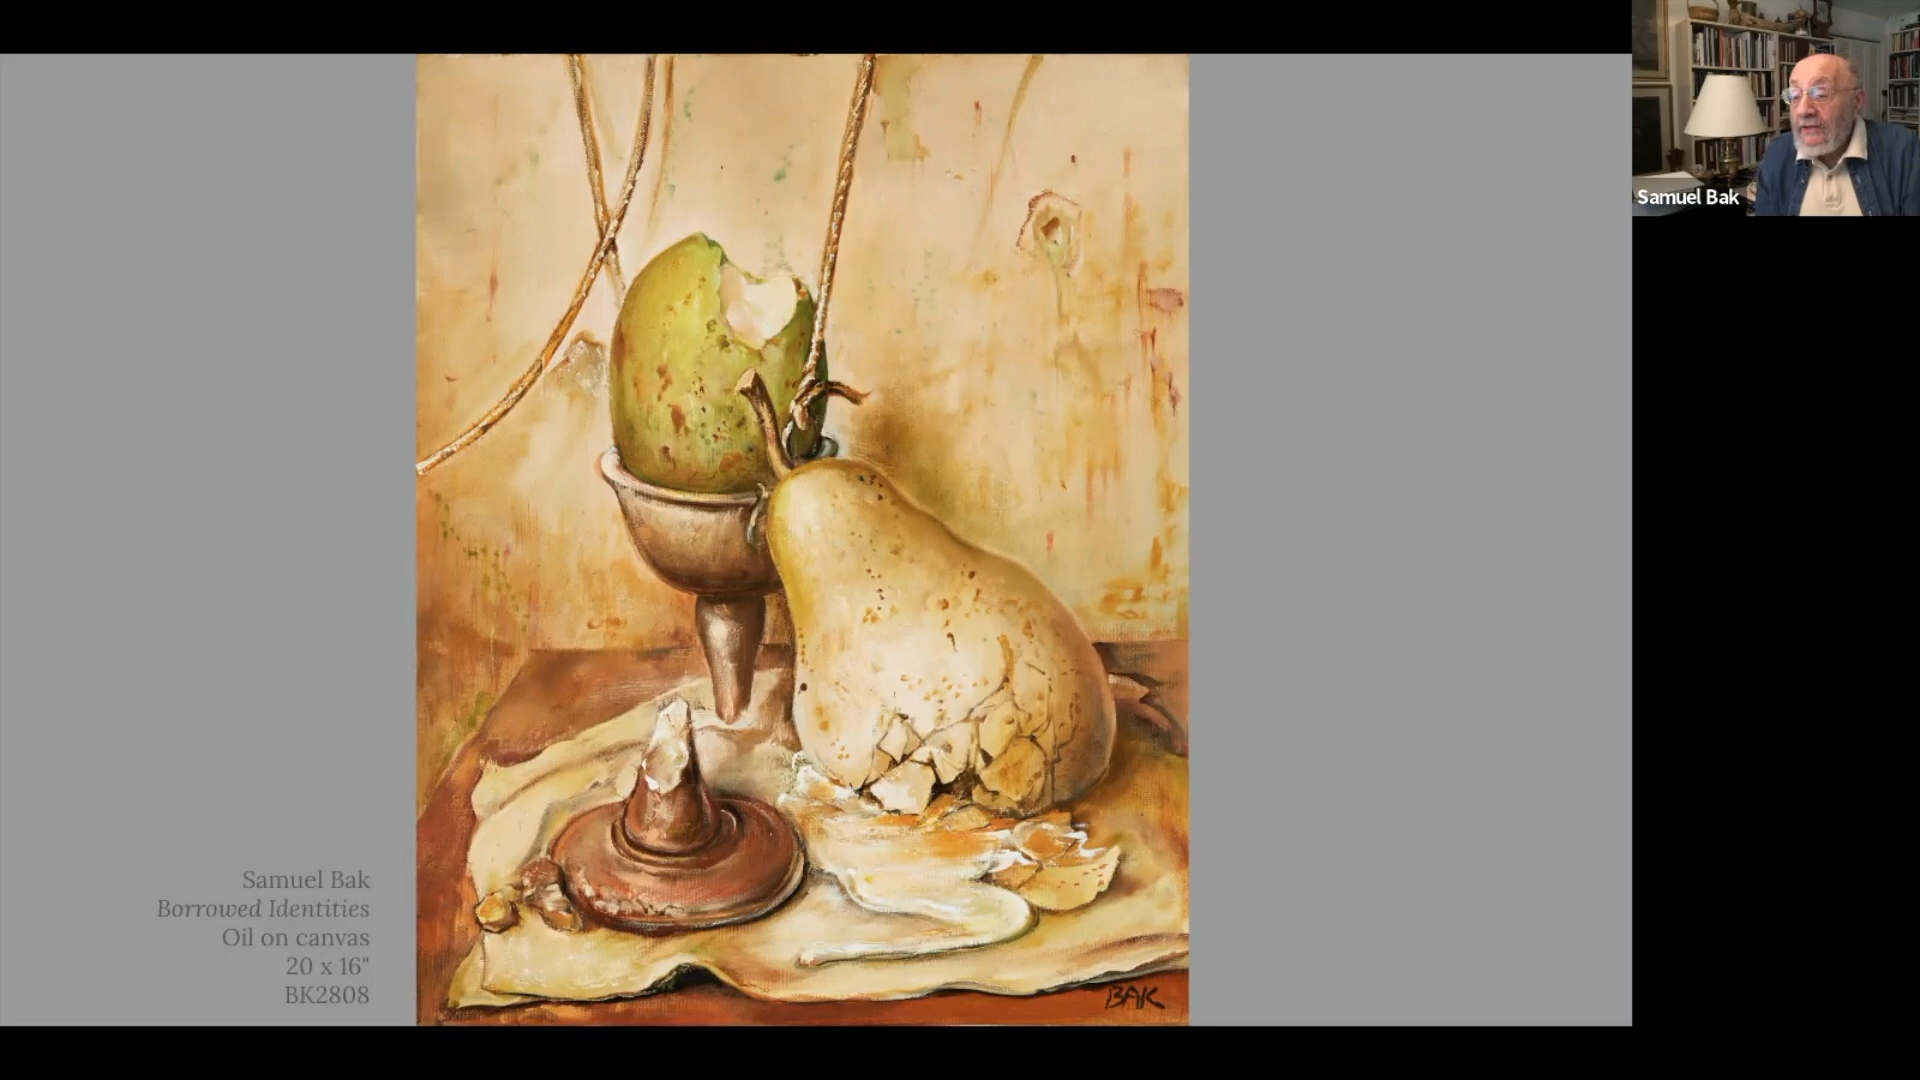 Samuel Bak
Samuel Bak
Borrowed Identities
Oil on canvas
20 x 16"
BK2808
BAK